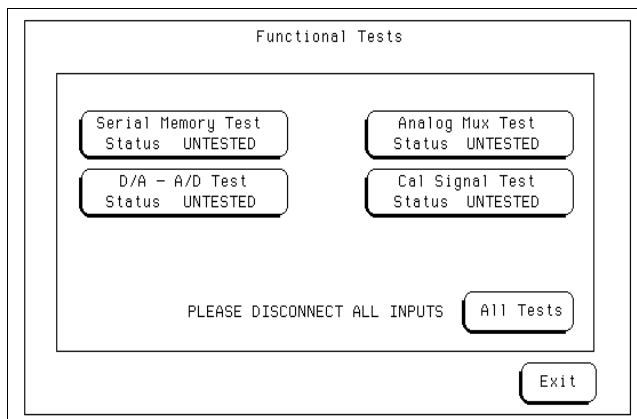 Functional Tests
Serial Memory Test
Status UNTESTED
Analog Mux Test
Status UNTESTED
D/A - A/D Test
Status UNTESTED
Cal Signal Test
Status UNTESTED
PLEASE DISCONNECT ALL INPUTS
All Tests
Exit